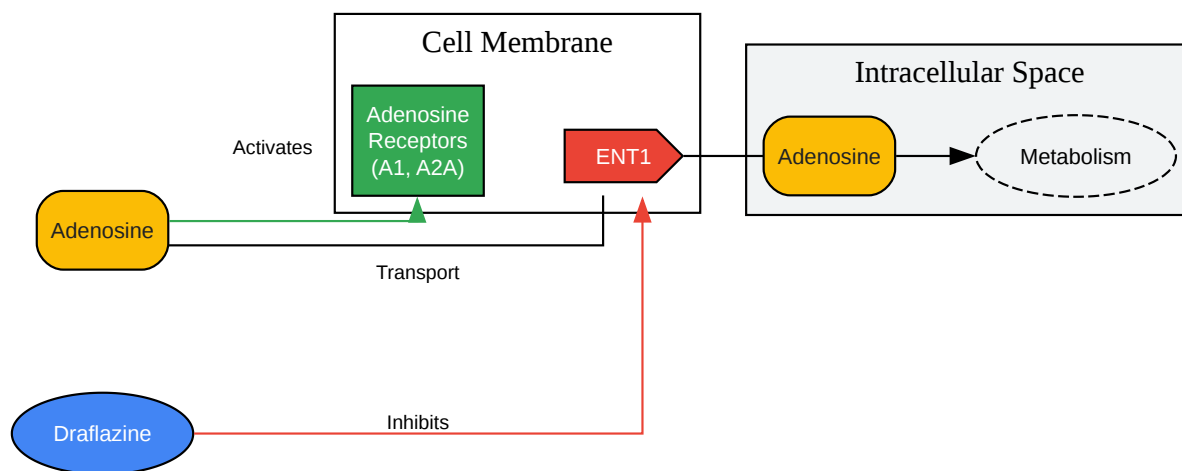 Cell Membrane
Intracellular Space
Adenosine
Receptors
(A1, A2A)
Activates
ENT1
Adenosine
Metabolism
Adenosine
Transport
Inhibits
Draflazine